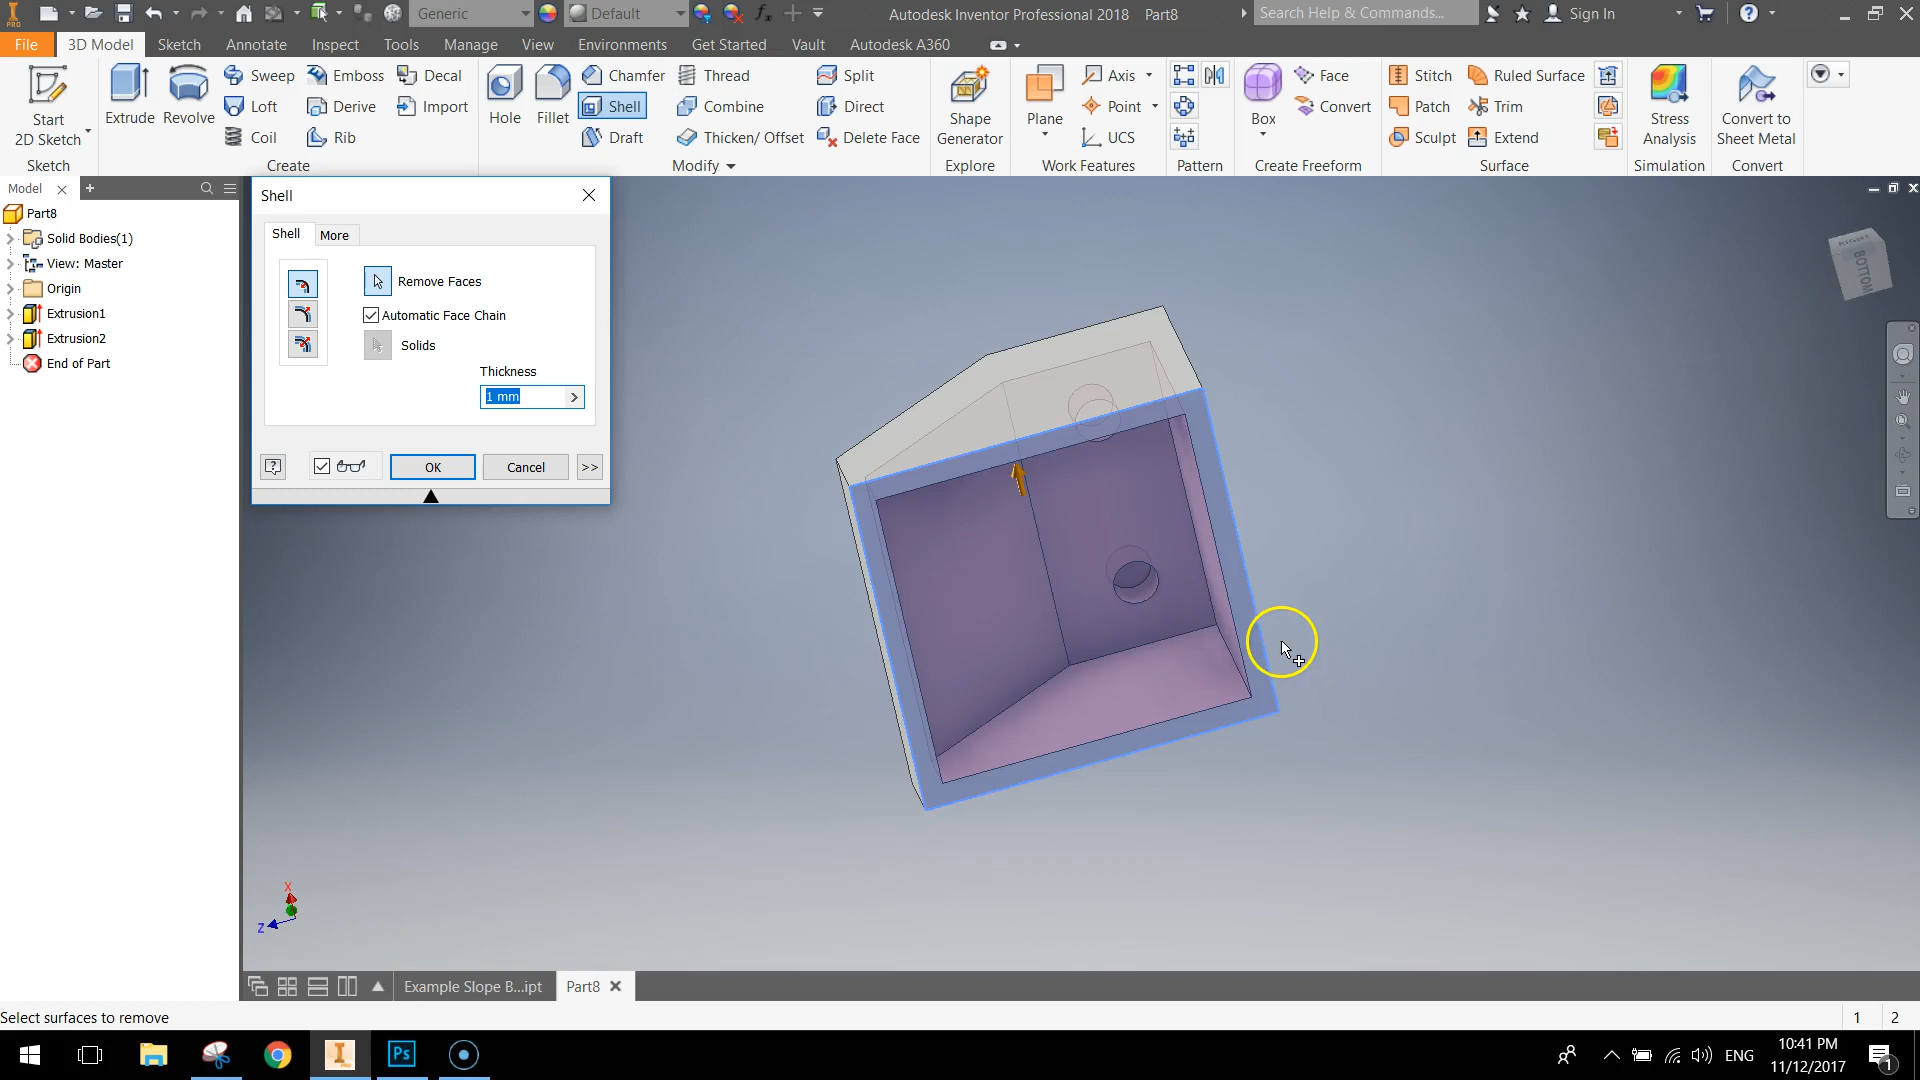 Generic
Default
Autodesk Inventor Professional 2018 Part8
Search Help & Commands...
Sign In
PRO
File 3D Model Sketch Annotate Inspect Tools Manage View Environments Get Started Vault Autodesk A360
Start
2D Sketch
Sketch
Extrude
Revolve
Sweep
Loft
Coil
Emboss
Derive
Rib
Decal
Import
Create
Hole
Fillet
Chamfer
Shell
Draft
Thread
Combine
Thicken/ Offset
Split
Direct
Delete Face
Modify
Shape
Generator
Explore
Plane
Axis
Point
UCS
Work Features
Pattern
Box
Face
Convert
Create Freeform
Stitch
Patch
Sculpt
Ruled Surface
Trim
Extend
Surface
Stress
Analysis
Simulation
Convert to
Sheet Metal
Convert
Model
Part8
Solid Bodies(1)
View: Master
Origin
Extrusion1
Extrusion2
End of Part
Shell
Shell
More
Remove Faces
Automatic Face Chain
Solids
Thickness
1 mm
OK
Cancel
>>
BOTTOM
X
Z
Example Slope B...ipt
Part8
Select surfaces to remove
1 2
Ps
ENG
10:41 PM
11/12/2017
1